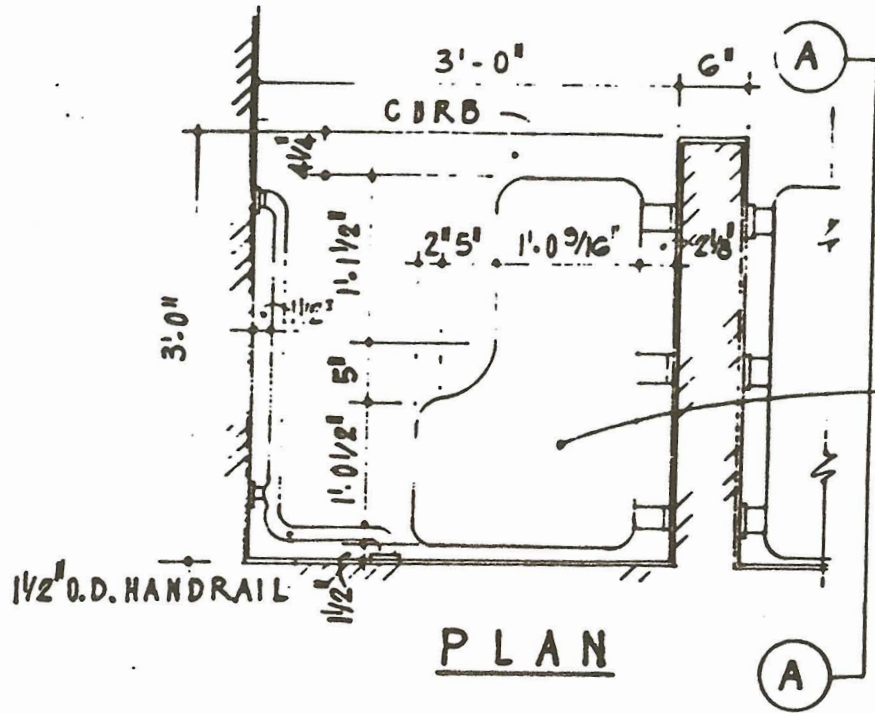 3'-0" 6" A
CURB
4 1/4"
1'.1 1/2"
2" 5" 1'.0 9/16" 2 1/8"
3'.0"
5"
1'.0 1/2"
1 1/2" O.D. HANDRAIL
1 1/2"
PLAN
A